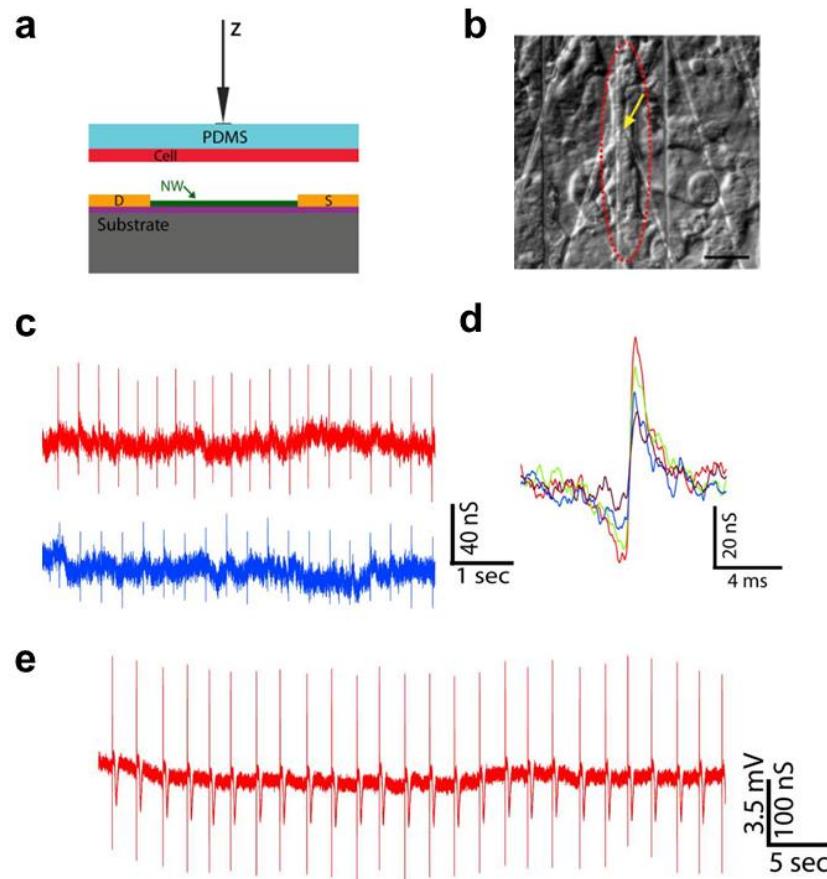 a
z
PDMS
Cell
NW
D
S
Substrate
b
c
40 nS
1 sec
d
20 nS
4 ms
e
3.5 mV
100 nS
5 sec